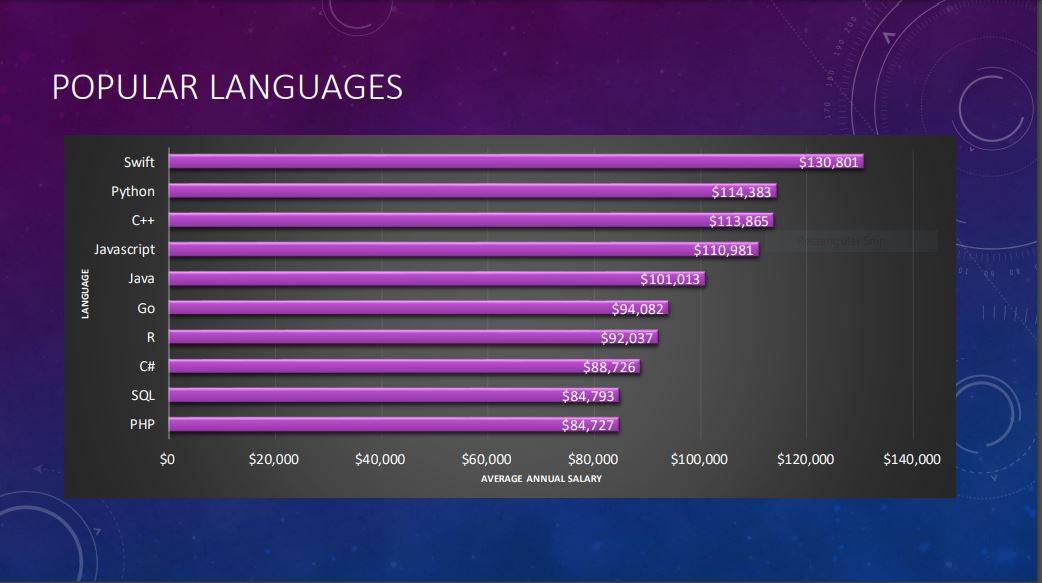 POPULAR LANGUAGES
Swift $130,801
Python $114,383
C++ $113,865
Javascript $110,981
Rectangular Snip
Java $101,013
Go $94,082
R $92,037
C# $88,726
SQL $84,793
PHP $84,727
LANGUAGE
$0 $20,000 $40,000 $60,000 $80,000 $100,000 $120,000 $140,000
AVERAGE ANNUAL SALARY